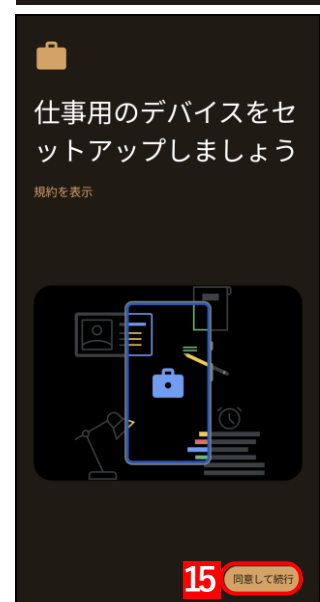 仕事用のデバイスをセ
ットアップしましょう
規約を表示
15 同意して続行